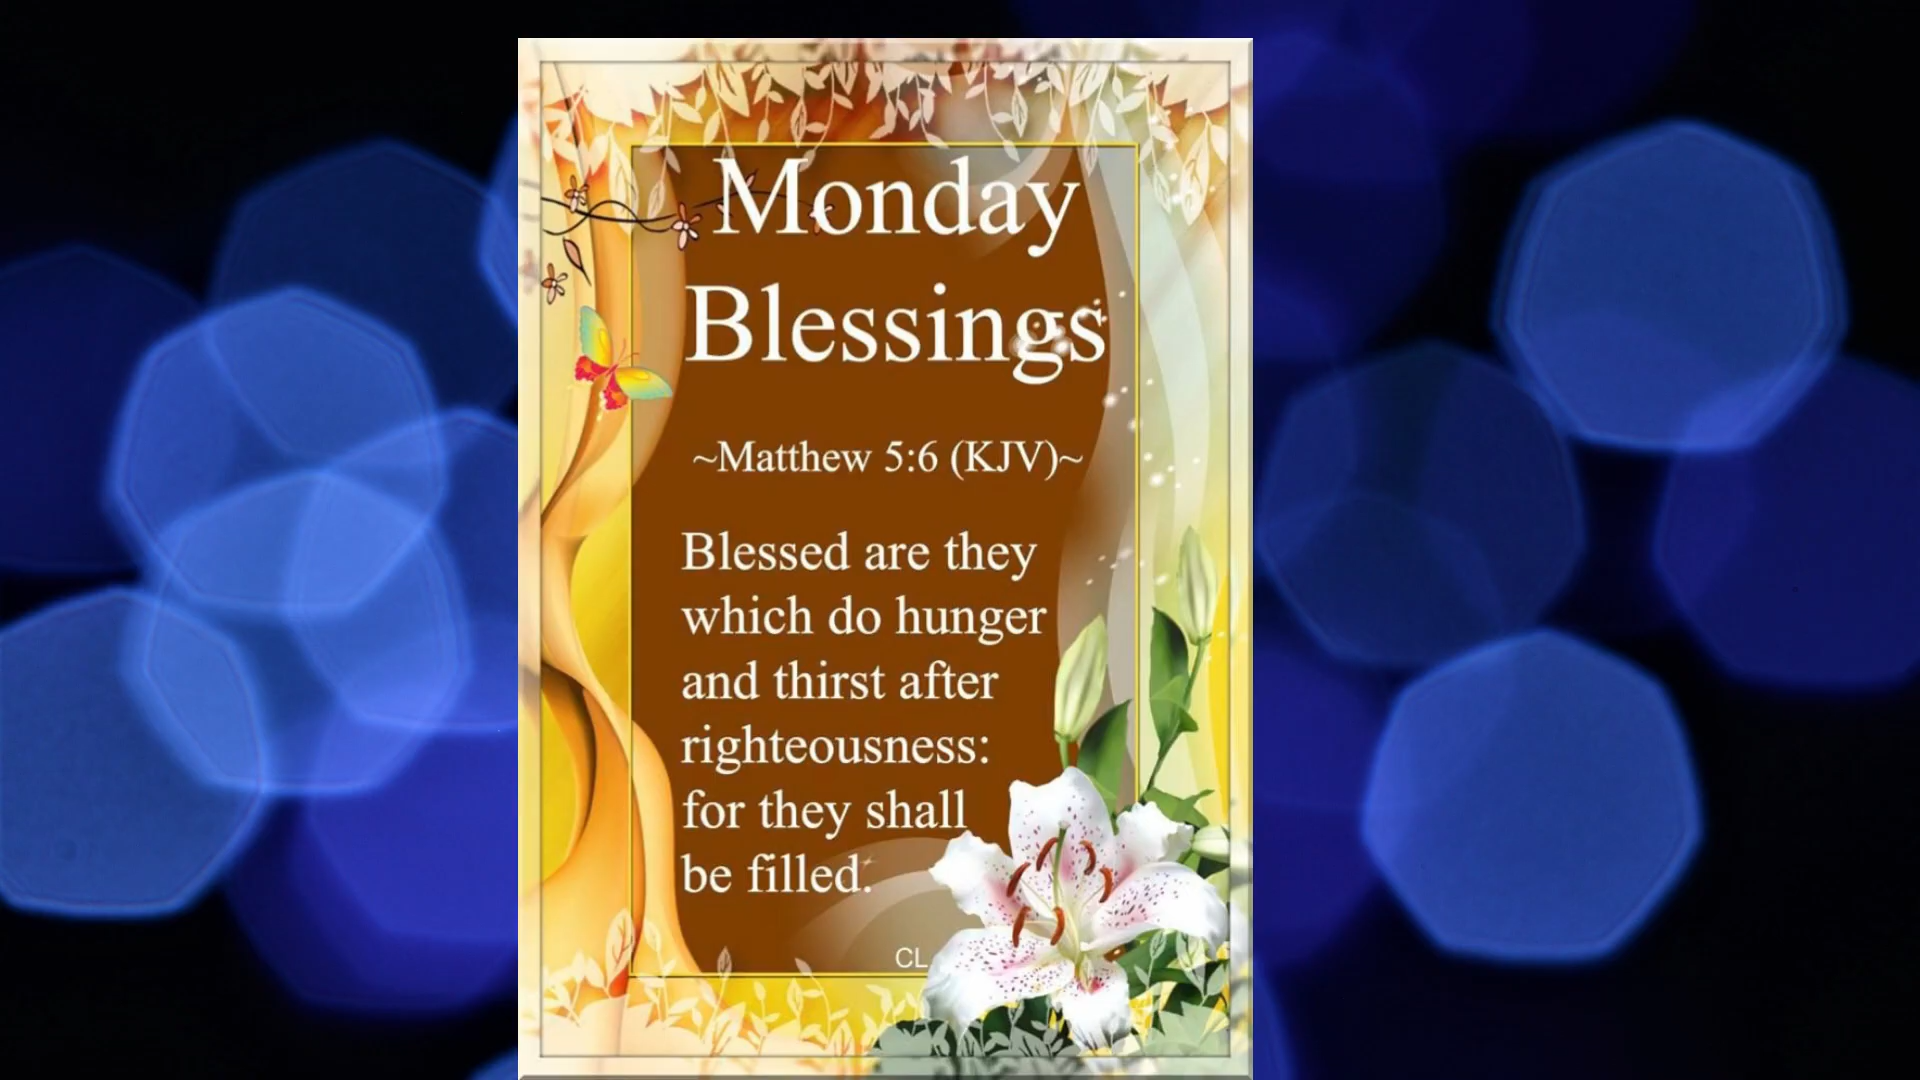 Monday
Blessings
~Matthew 5:6 (KJV)~
Blessed are they
which do hunger
and thirst after
righteousness:
for they shall
be filled.
CL